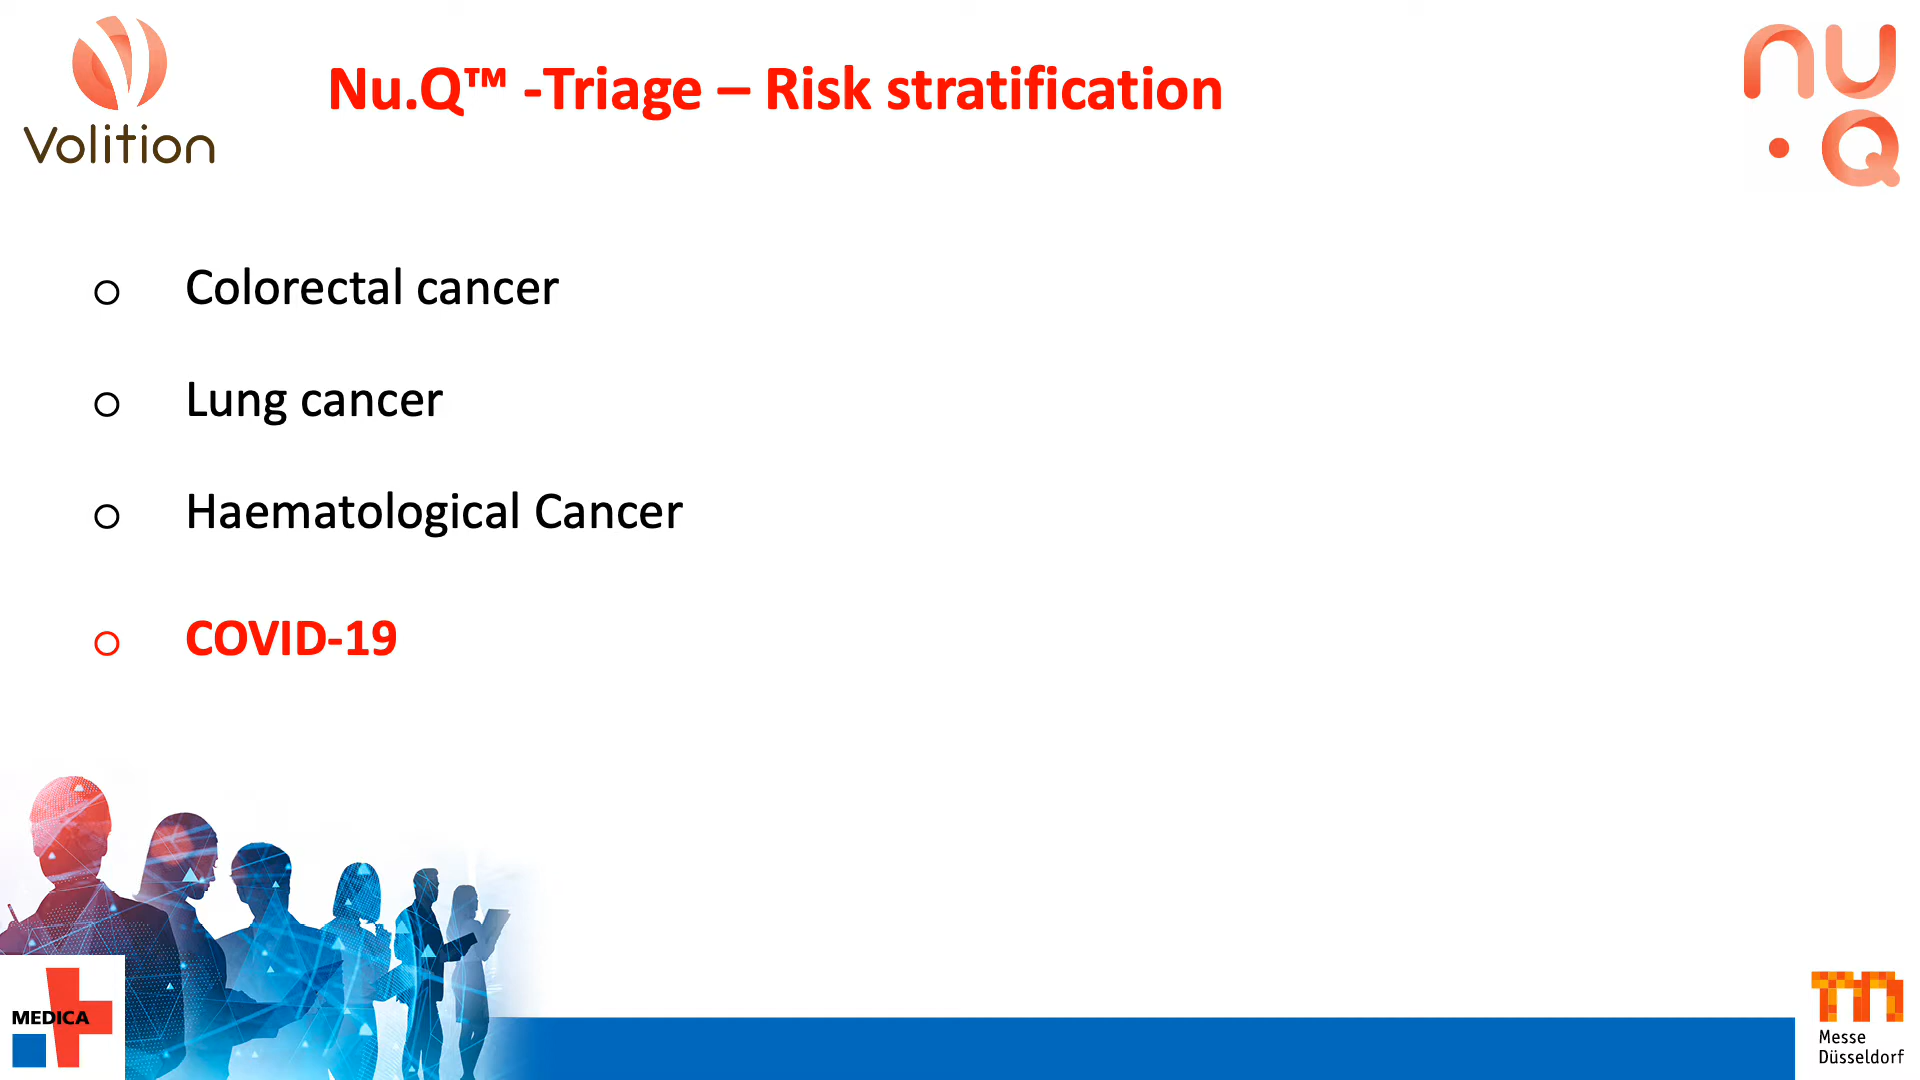 Volition
Nu.Q™ -Triage – Risk stratification
nu
.Q
Colorectal cancer
Lung cancer
Haematological Cancer
COVID-19
MEDICA
Messe
Düsseldorf